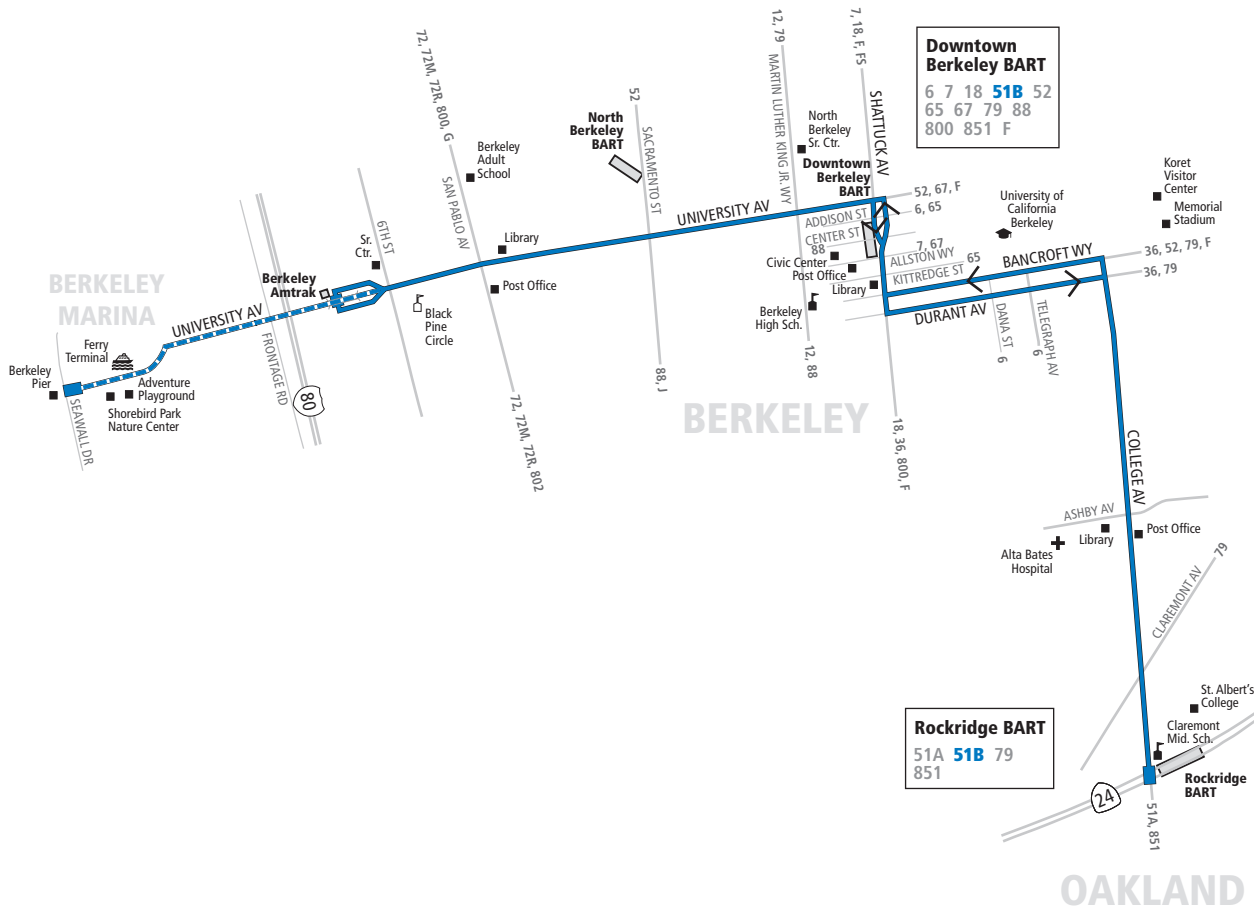 12, 79
7, 18, F, FS
72, 72M, 72R, 800, G
52
MARTIN LUTHER KING JR. WY
SHATTUCK AV
Downtown
Berkeley BART
6 7 18 51B 52
65 67 79 88
800 851 F
North
Berkeley
BART
SACRAMENTO ST
North
Berkeley
Sr. Ctr.
Downtown
Berkeley
BART
Berkeley
Adult
School
SAN PABLO AV
Koret
Visitor
Center
Memorial
Stadium
University of
California
Berkeley
52, 67, F
6, 65
UNIVERSITY AV
ADDISON ST
CENTER ST
88
7, 67
ALLSTON WY
65
KITTREDGE ST
Civic Center
Post Office
Library
BANCROFT WY
36, 52, 79, F
36, 79
DURANT AV
DANA ST
6
TELEGRAPH AV
6
Berkeley
High Sch.
6TH ST
Sr.
Ctr.
Library
Post Office
Berkeley
Amtrak
Black
Pine
Circle
BERKELEY
MARINA
UNIVERSITY AV
Ferry
Terminal
Berkeley
Pier
Adventure
Playground
Shorebird Park
Nature Center
SEAWALL DR
FRONTAGE RD
80
72, 72M, 72R, 802
88, J
12, 88
18, 36, 800, F
BERKELEY
COLLEGE AV
ASHBY AV
Library
Post Office
Alta Bates
Hospital
79
CLAREMONT AV
St. Albert's
College
Claremont
Mid. Sch.
Rockridge BART
51A 51B 79
851
Rockridge
BART
24
51A, 851
OAKLAND